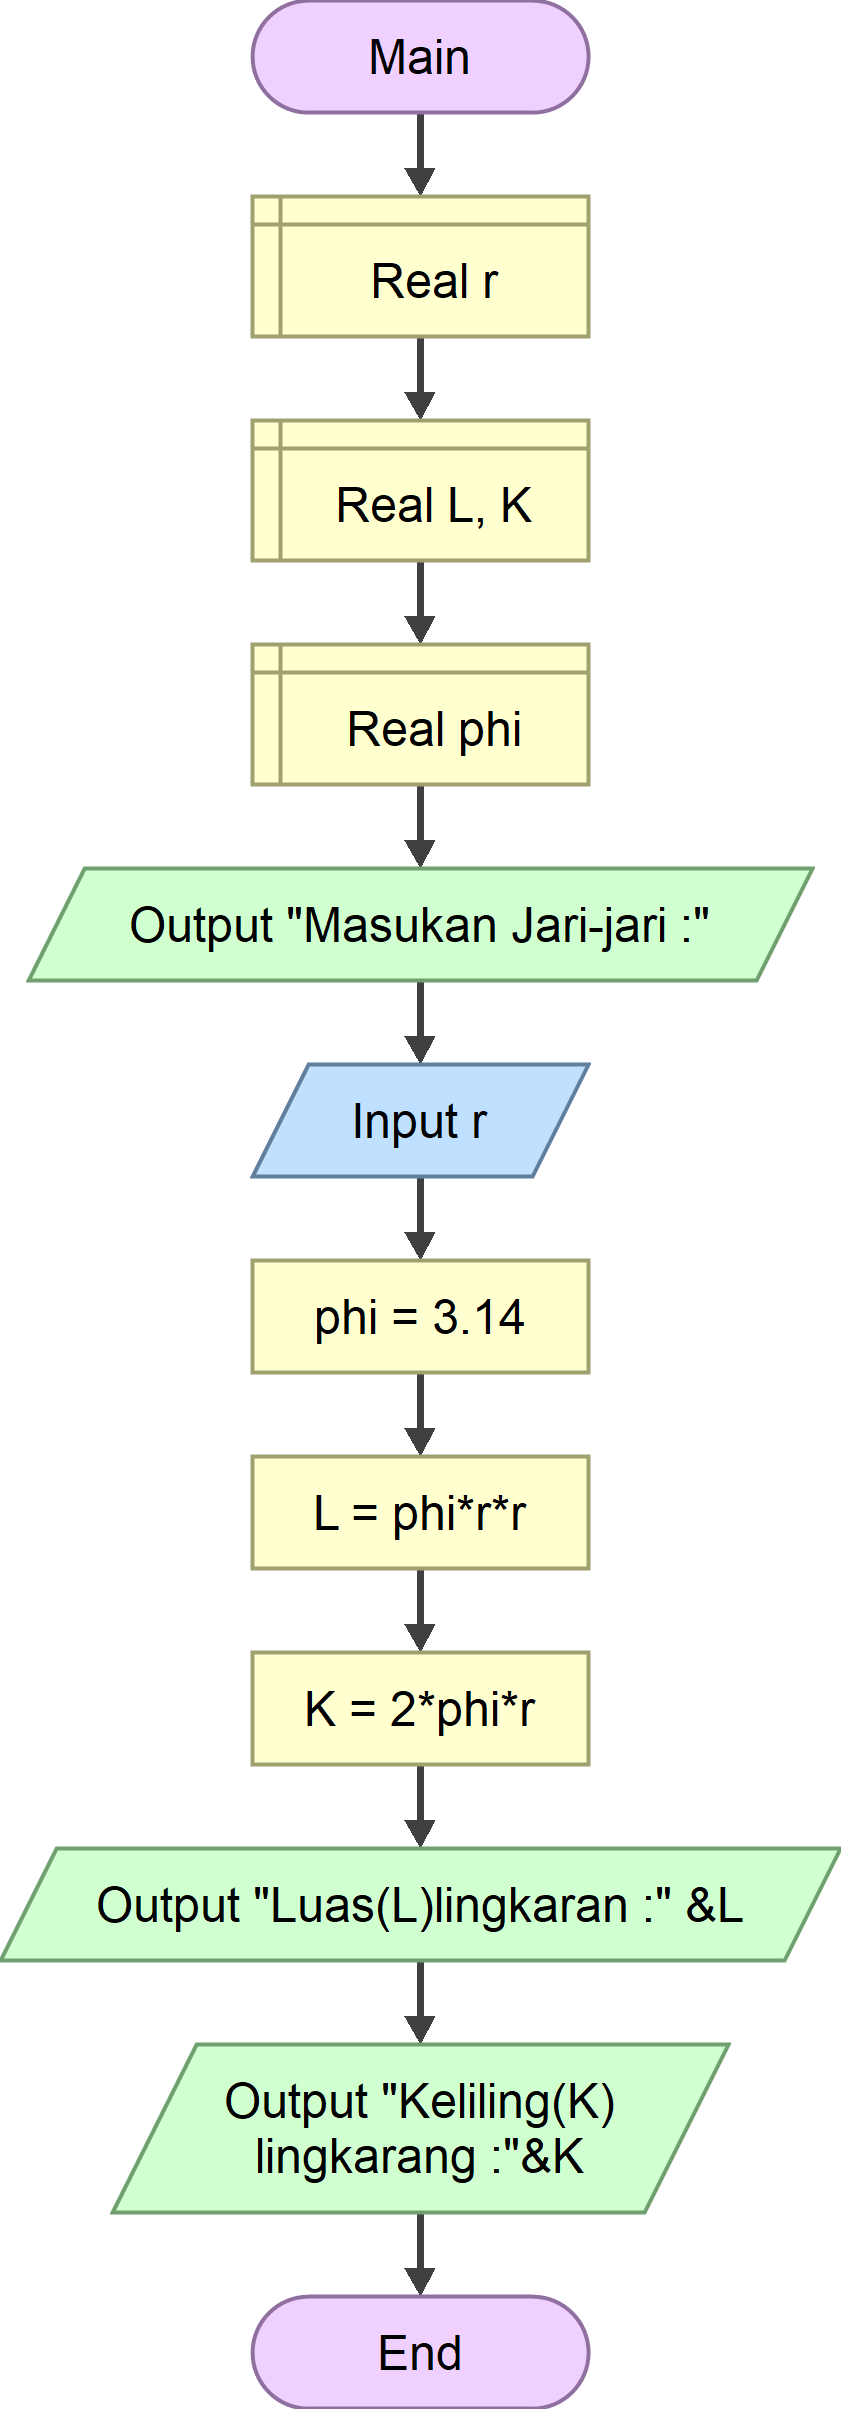 Main
Real r
Real L, K
Real phi
Output "Masukan Jari-jari :"
Input r
phi = 3.14
L = phi*r*r
K = 2*phi*r
Output "Luas(L)lingkaran :" &L
Output "Keliling(K)
lingkarang :"&K
End